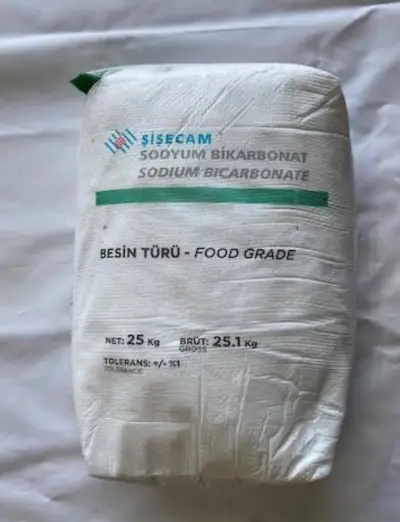 ŞİŞECAM
SODYUM BİKARBONAT
SODIUM BICARBONATE
BESİN TÜRÜ - FOOD GRADE
NET: 25 Kg BRÜT: 25.1 Kg
GROSS
TOLERANS: +/- %1
TOLERANCE